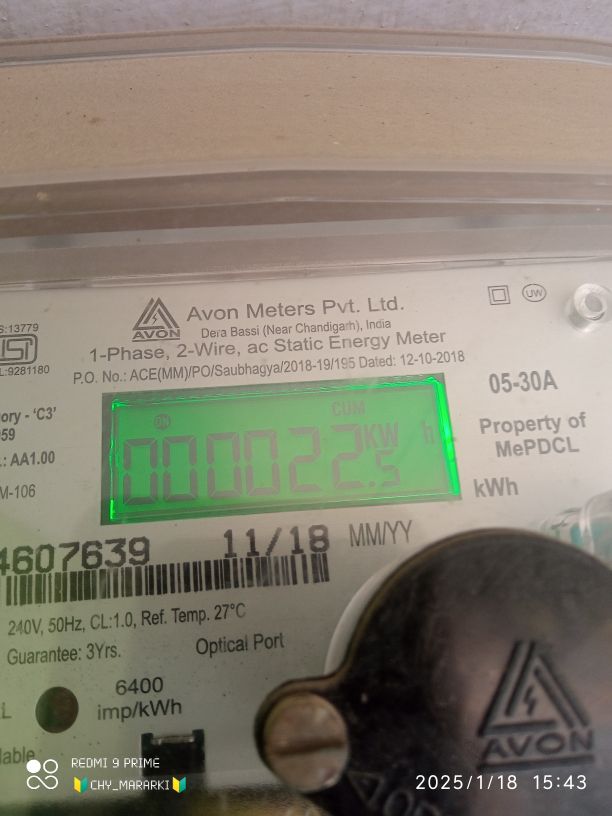 Avon Meters Pvt. Ltd.
AVON
Dera Bassi (Near Chandigarh), India
1-Phase, 2-Wire, ac Static Energy Meter
P.O. No.: ACE(MM)/PO/Saubhagya/2018-19/195 Dated: 12-10-2018
UW
S:13779
ISI
L:9281180
ory - 'C3'
959
.: AA1.00
M-106
05-30A
Property of
MePDCL
kWh
CUM
000022.5
KW h
4607639 11/18 MM/YY
240V, 50Hz, CL:1.0, Ref. Temp. 27°C
Guarantee: 3Yrs. Optical Port
6400
imp/kWh
AVON
REDMI 9 PRIME
CHY_MARARKI
2025/1/18 15:43